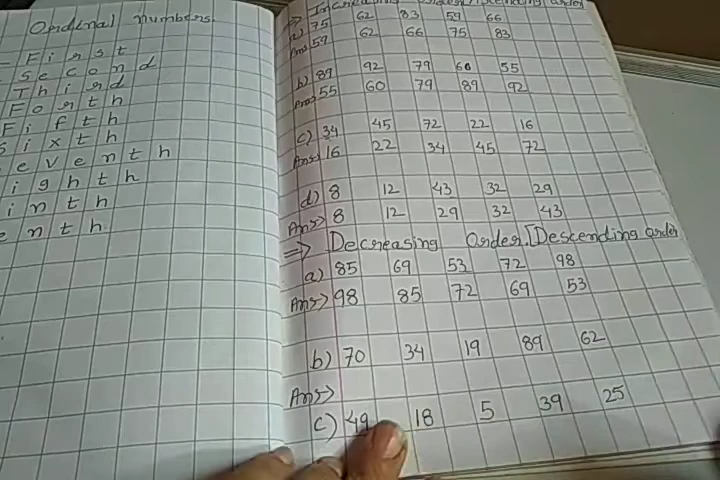 Ordinal numbers.
First
Second
Third
Forth
Fifth
Sixth
eventh
ighth
inth
enth
=> Increasing order/Ascending order
a) 75 62 83 59 66
Ans> 59 62 66 75 83
b) 89 92 79 60 55
Ans> 55 60 79 89 92
c) 34 45 72 22 16
Ans> 16 22 34 45 72
d) 8 12 43 32 29
Ans> 8 12 29 32 43
=> Decreasing Order.[Descending order
a) 85 69 53 72 98
Ans> 98 85 72 69 53
b) 70 34 19 89 62
Ans>
c) 49 18 5 39 25